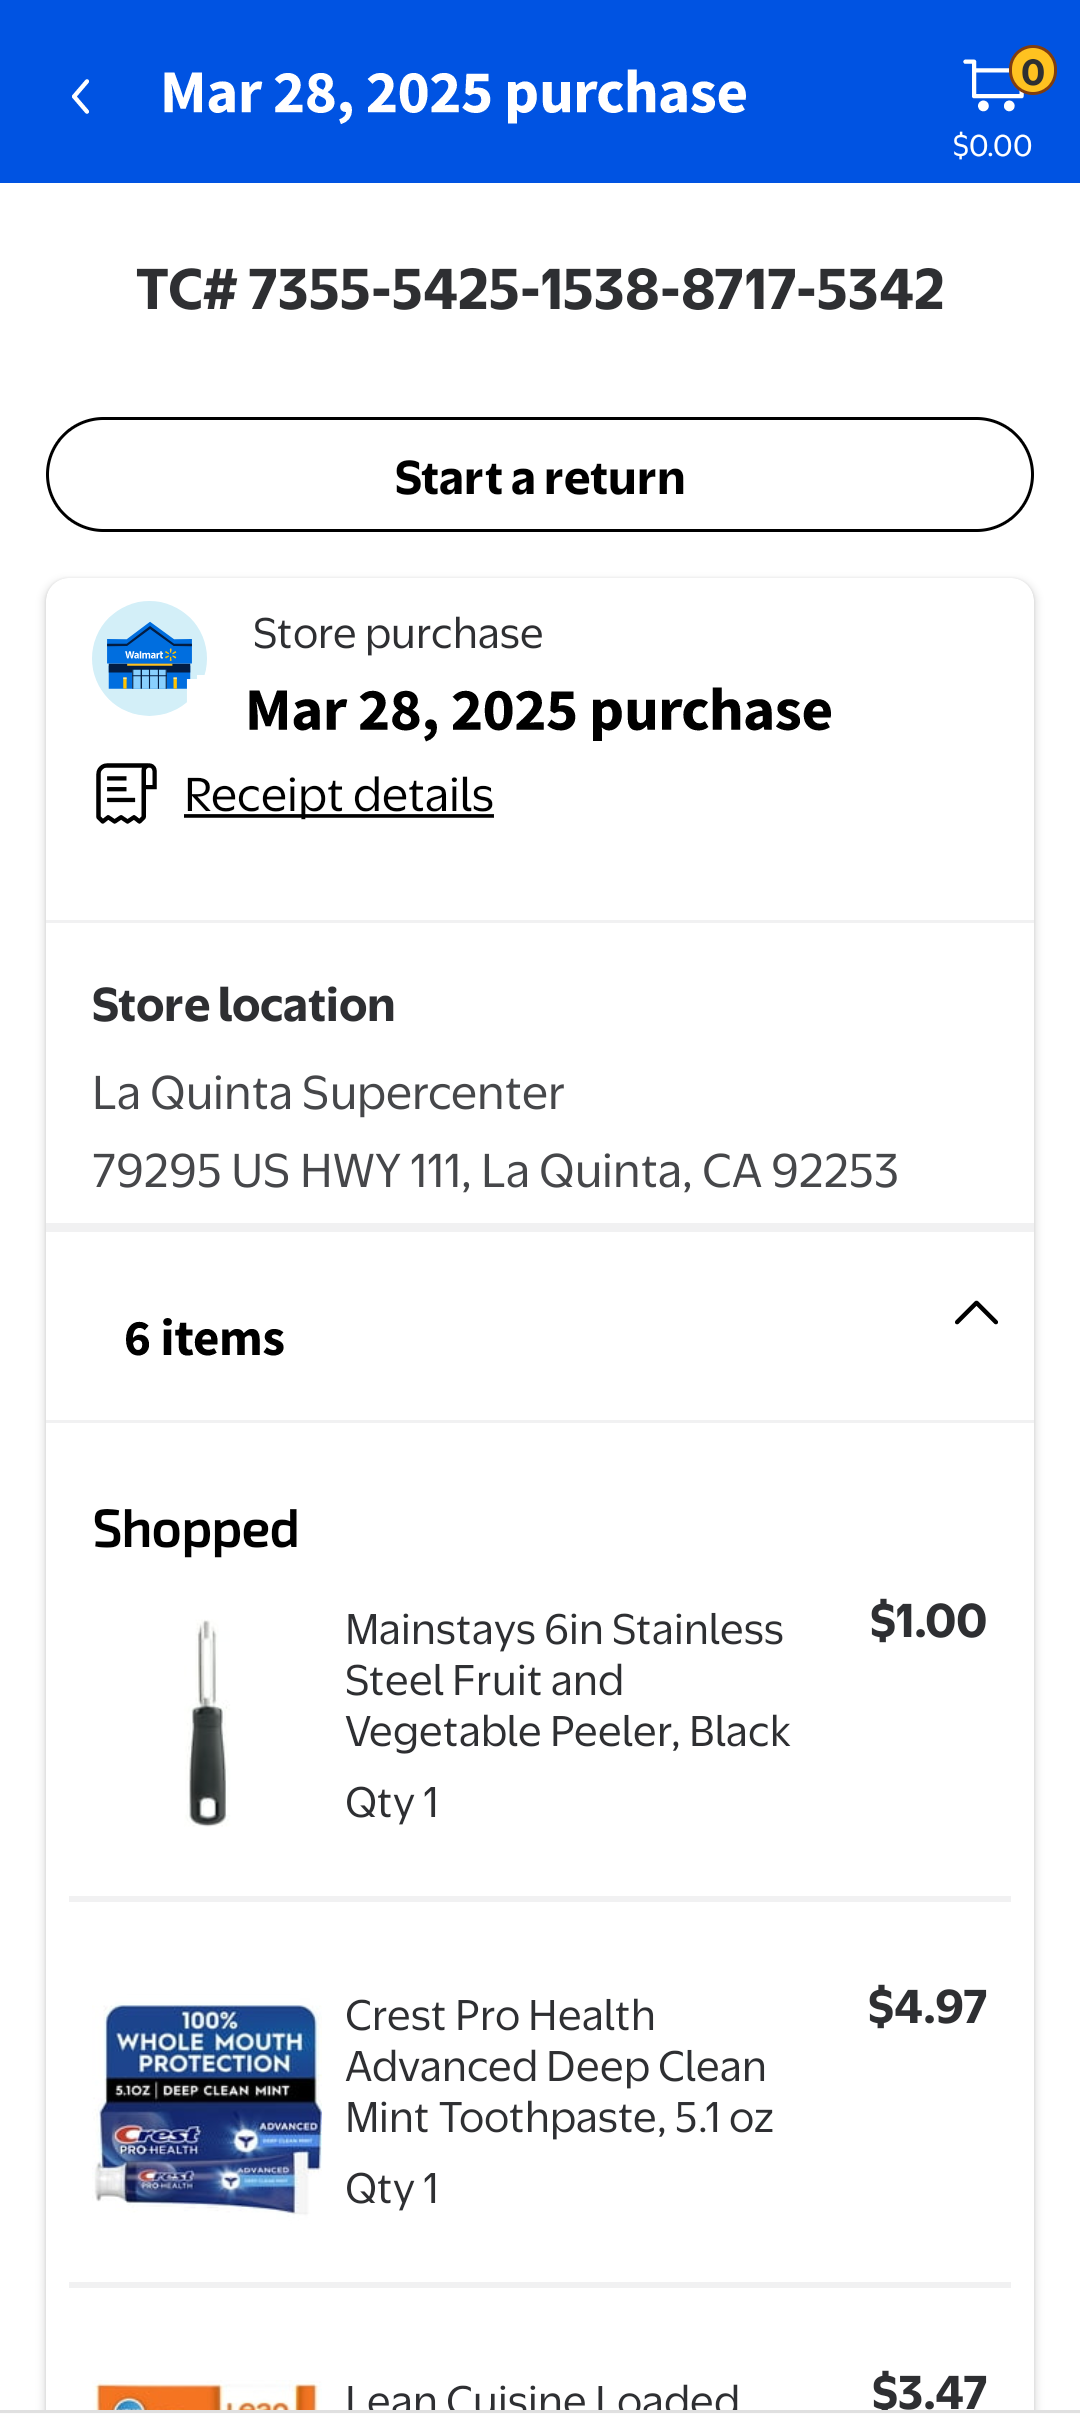 Mar 28, 2025 purchase
0
$0.00
TC# 7355-5425-1538-8717-5342
Start a return
Walmart
Store purchase
Mar 28, 2025 purchase
Receipt details
Store location
La Quinta Supercenter
79295 US HWY 111, La Quinta, CA 92253
6 items
Shopped
Mainstays 6in Stainless
Steel Fruit and
Vegetable Peeler, Black
$1.00
Qty 1
100%
WHOLE MOUTH
PROTECTION
5.1OZ | DEEP CLEAN MINT
Crest
PRO-HEALTH
ADVANCED
DEEP CLEAN MINT
Crest
PRO-HEALTH
ADVANCED
Crest Pro Health
Advanced Deep Clean
Mint Toothpaste, 5.1 oz
$4.97
Qty 1
Lean Cuisine Loaded
$3.47